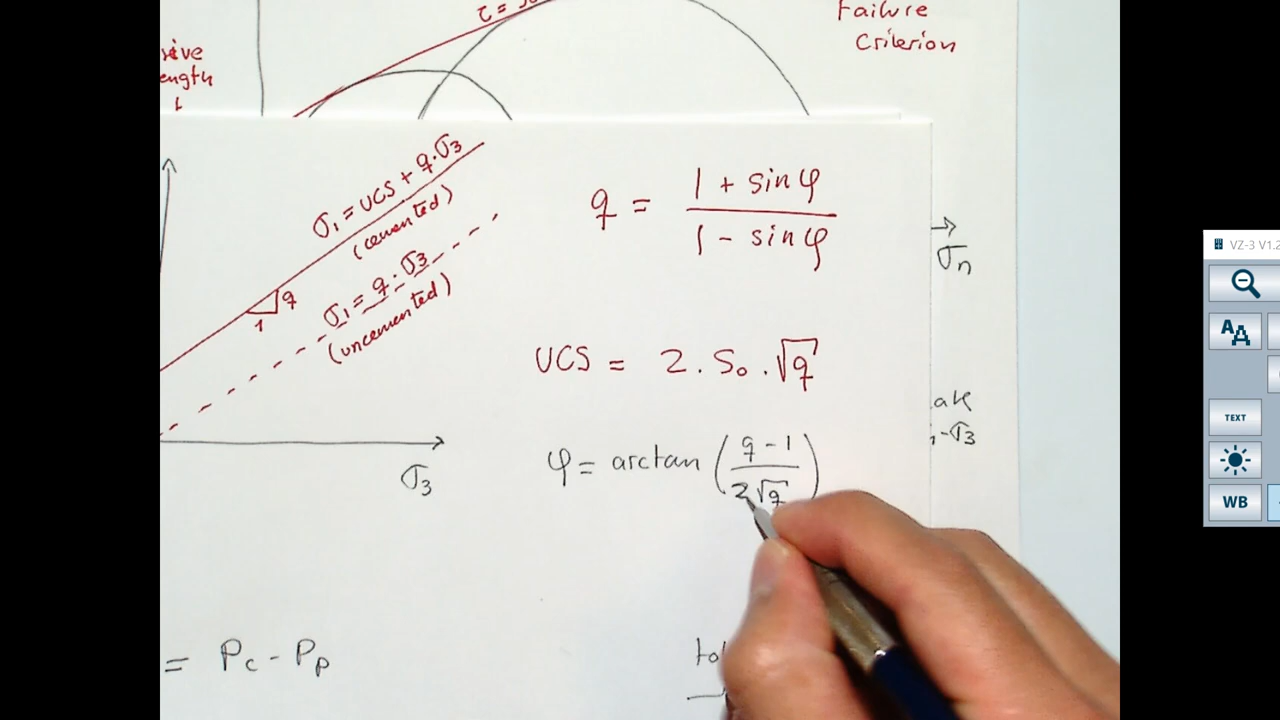 τ =
Failure
Criterion
σ1 = UCS + q·σ3
(cemented)
σ1 = q·σ3
(uncemented)
1
q
σ3
q = (1 + sin φ) / (1 - sin φ)
UCS = 2 · S0 · √q
φ = arctan ( (q - 1) / (2√q) )
σn
-σ3
= Pc - Pp
VZ-3 V1.2
A A
TEXT
WB